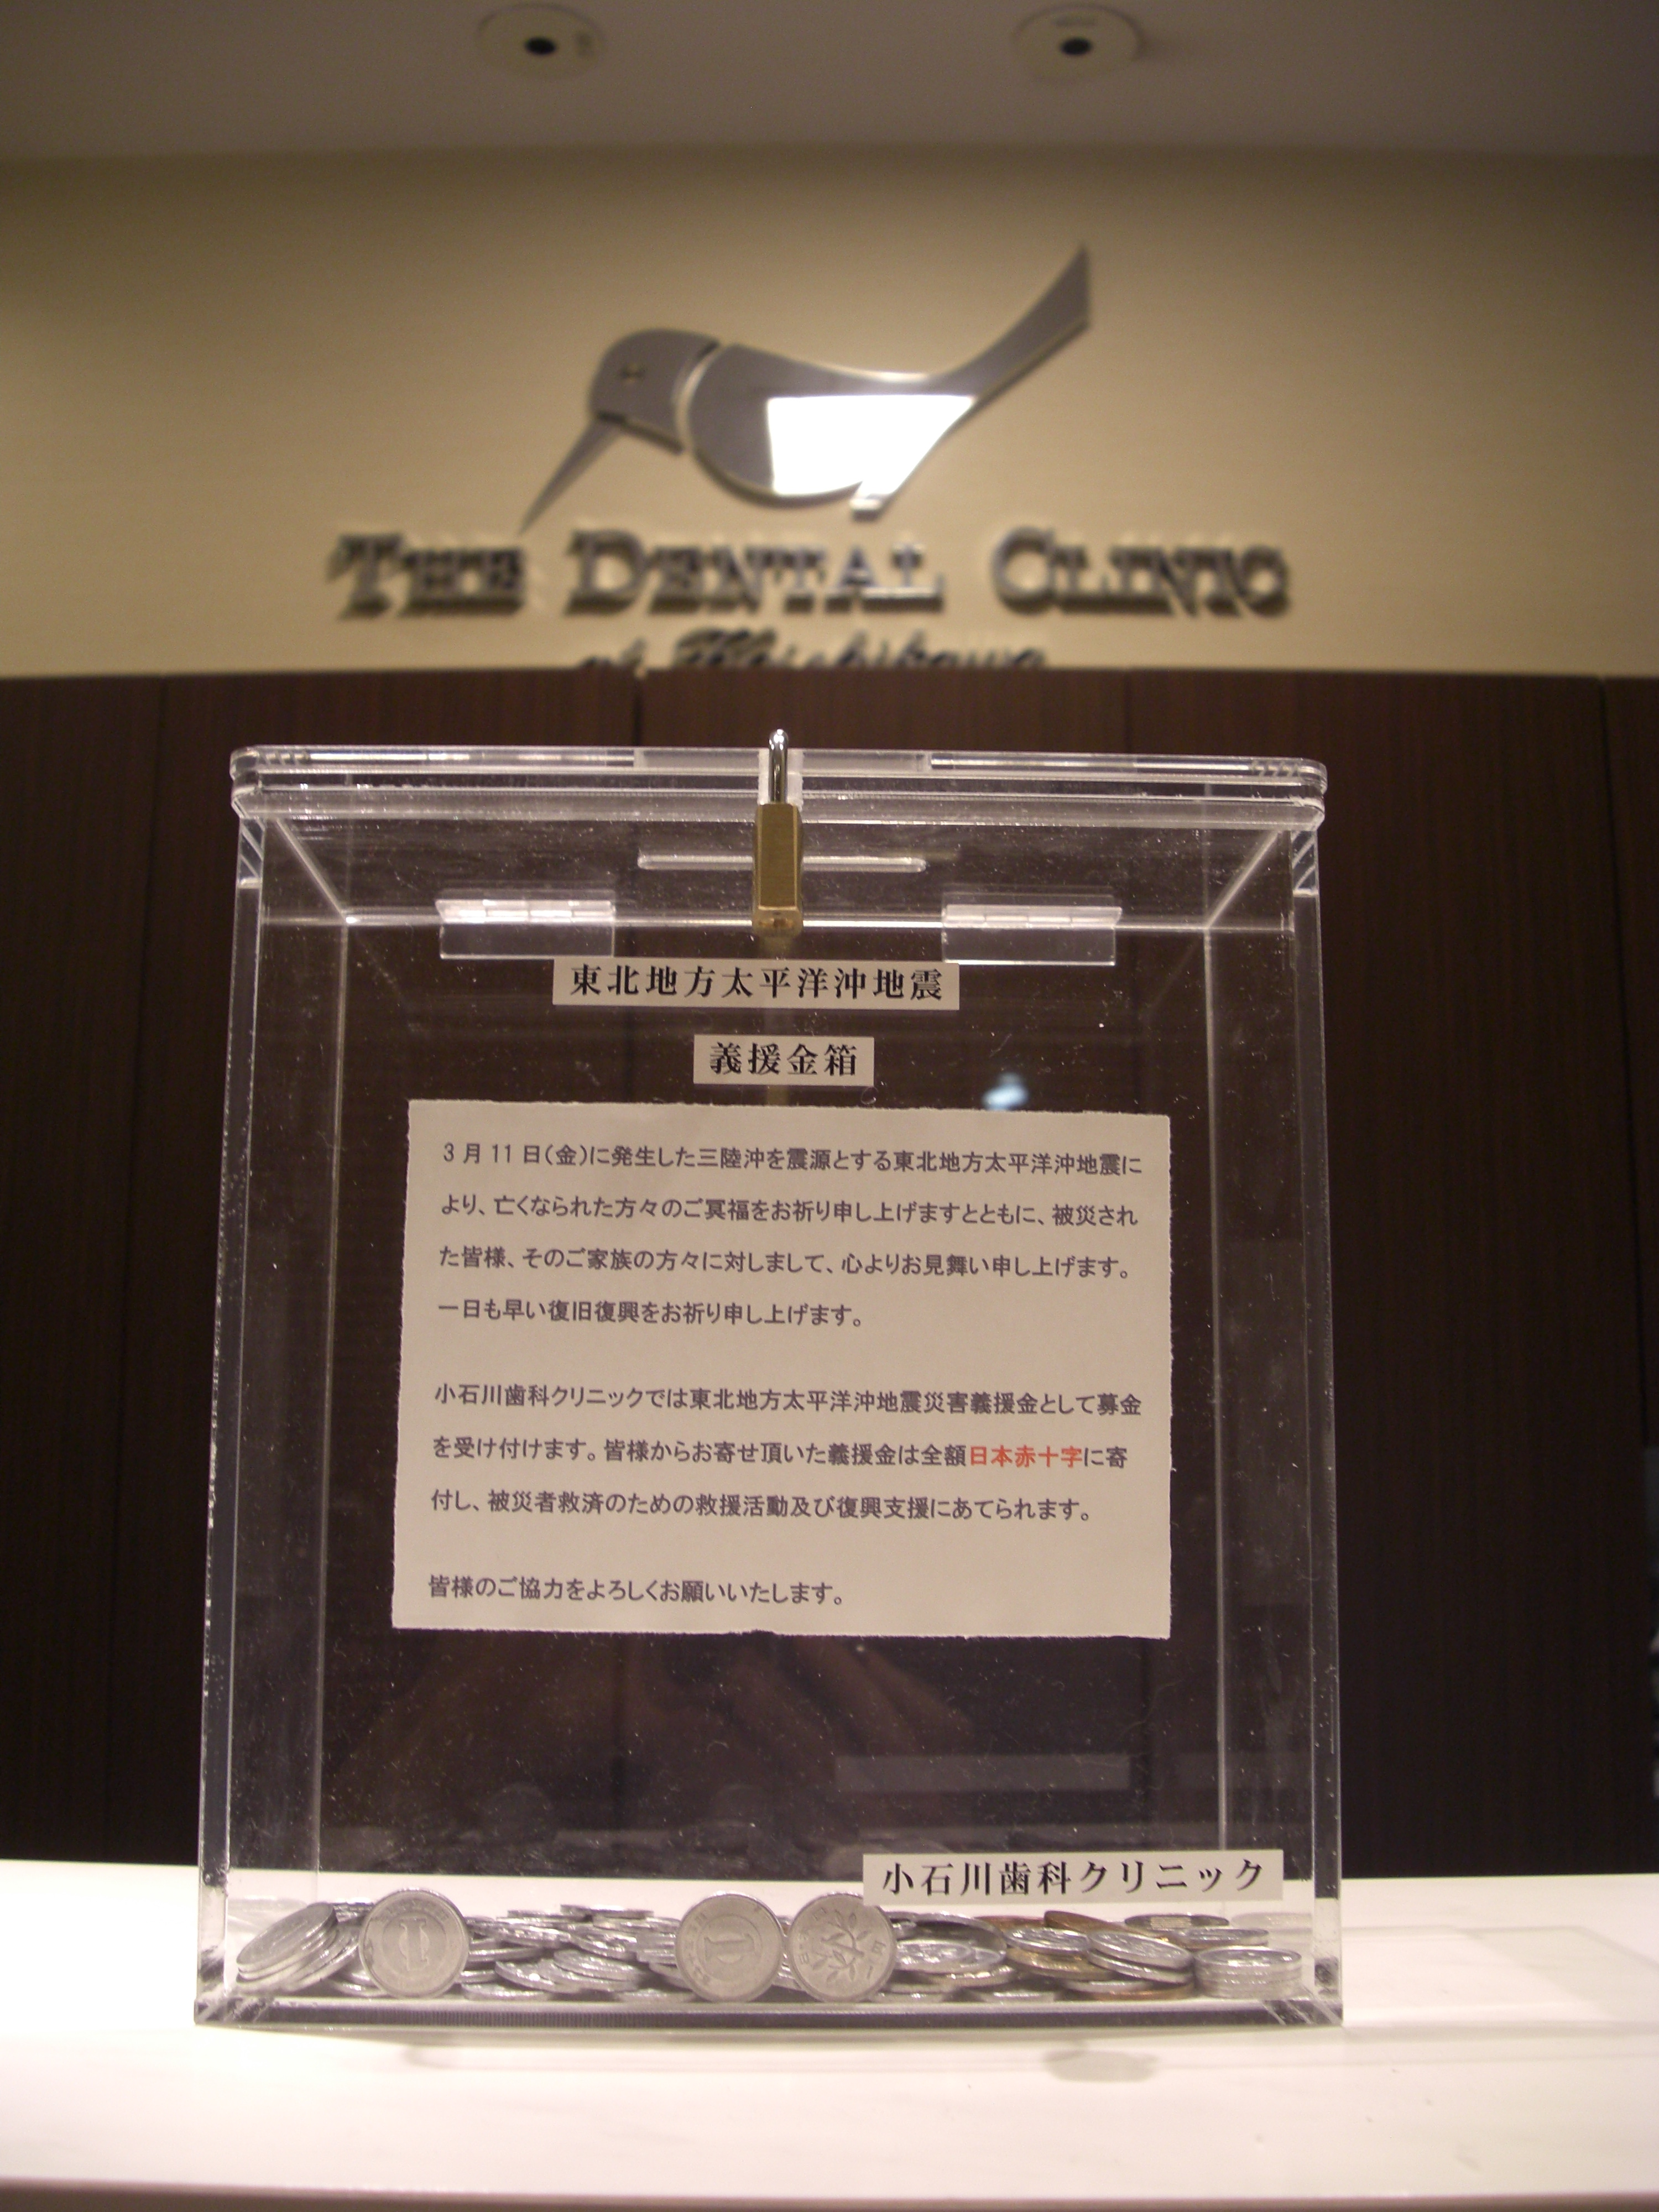 THE DENTAL CLINIC
at Koishikawa
東北地方太平洋沖地震
義援金箱
3月11日(金)に発生した三陸沖を震源とする東北地方太平洋沖地震に
より、亡くなられた方々のご冥福をお祈り申し上げますとともに、被災され
た皆様、そのご家族の方々に対しまして、心よりお見舞い申し上げます。
一日も早い復旧復興をお祈り申し上げます。
小石川歯科クリニックでは東北地方太平洋沖地震災害義援金として募金
を受け付けます。皆様からお寄せ頂いた義援金は全額日本赤十字に寄
付し、被災者救済のための救援活動及び復興支援にあてられます。
皆様のご協力をよろしくお願いいたします。
小石川歯科クリニック
1
1